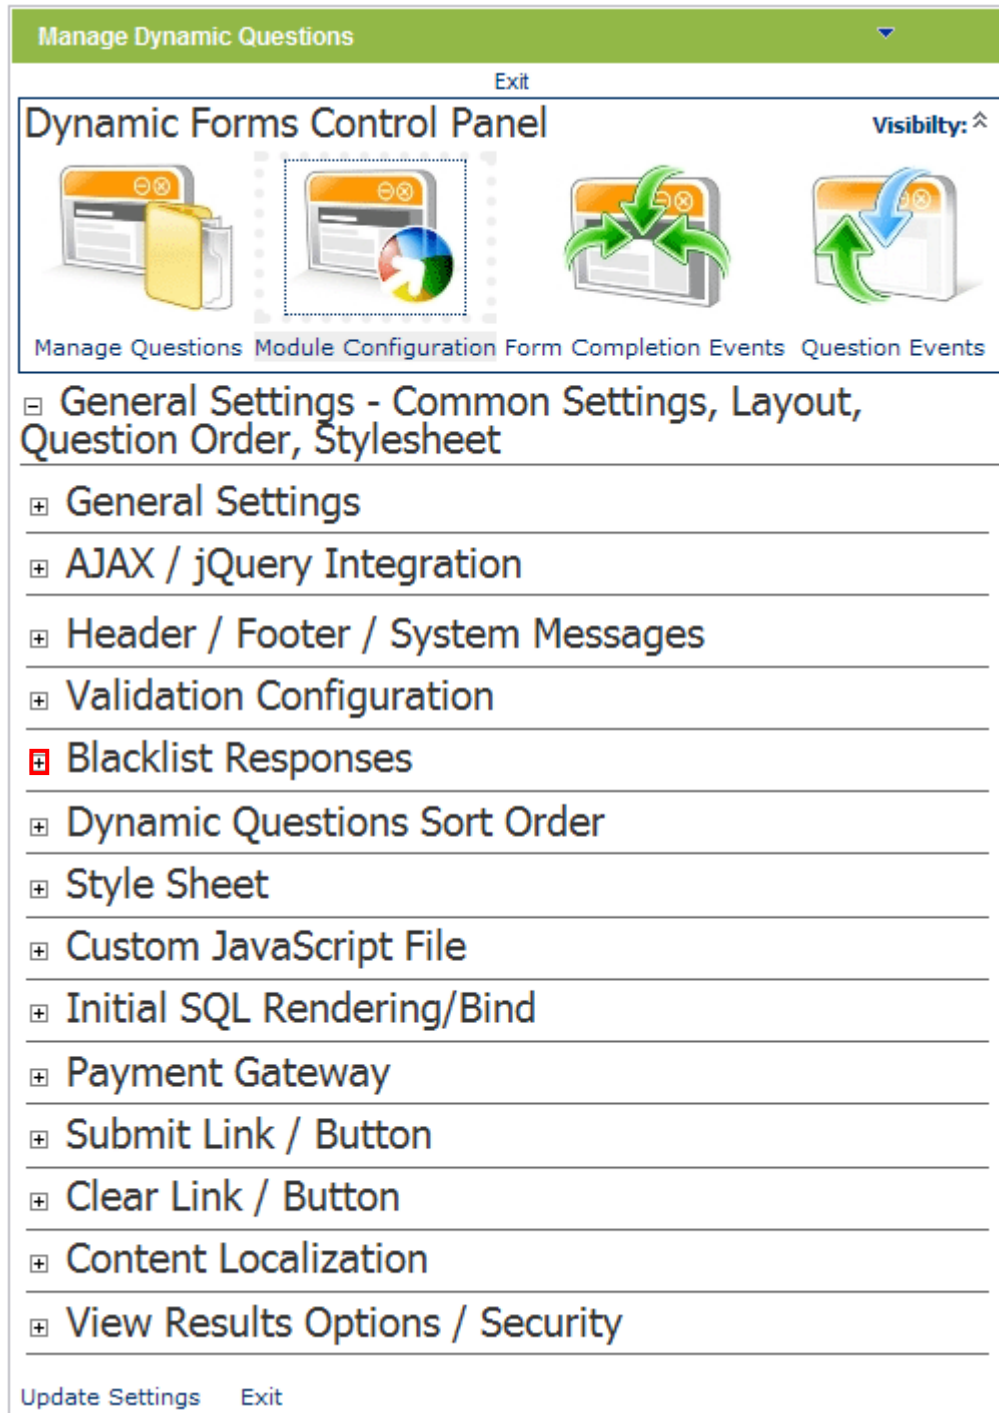 Manage Dynamic Questions
Exit
Dynamic Forms Control Panel
Visibilty:
Manage Questions Module Configuration Form Completion Events Question Events
General Settings - Common Settings, Layout,
Question Order, Stylesheet
General Settings
AJAX / jQuery Integration
Header / Footer / System Messages
Validation Configuration
Blacklist Responses
Dynamic Questions Sort Order
Style Sheet
Custom JavaScript File
Initial SQL Rendering/Bind
Payment Gateway
Submit Link / Button
Clear Link / Button
Content Localization
View Results Options / Security
Update Settings Exit